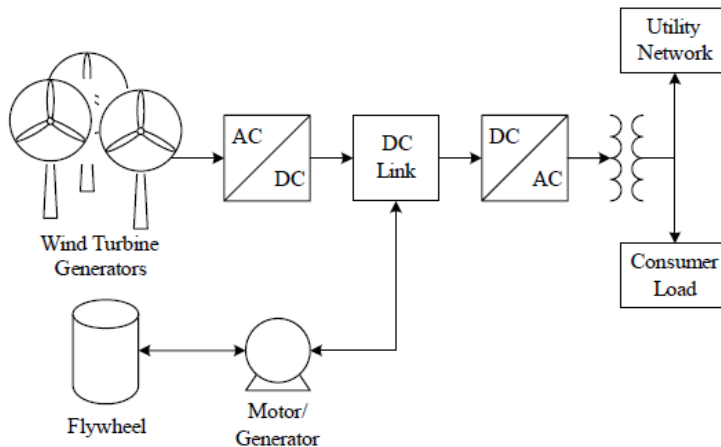 Utility
Network
AC
DC
DC
Link
DC
AC
Wind Turbine
Generators
Consumer
Load
Flywheel
Motor/
Generator